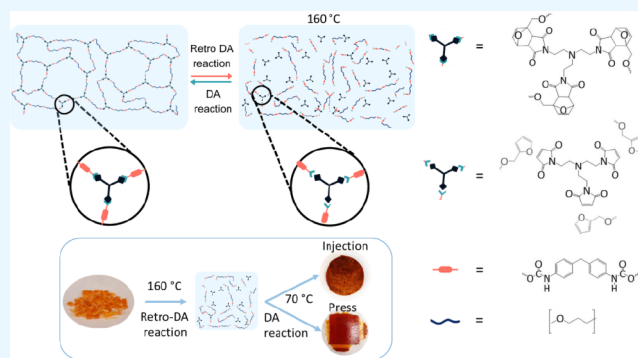 160 °C
Retro DA
reaction
DA
reaction
=
=
=
=
160 °C
Retro-DA
reaction
70 °C
DA
reaction
Injection
Press